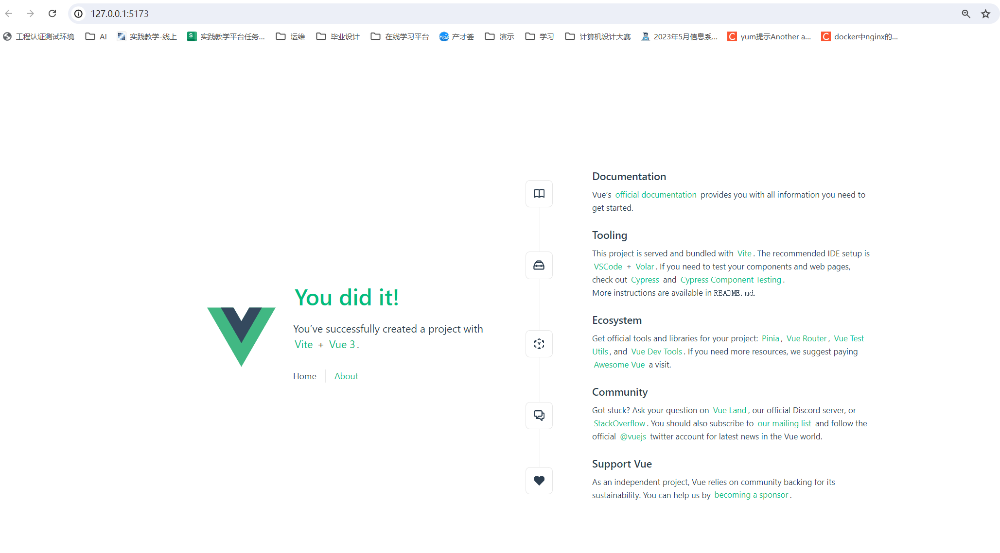 127.0.0.1:5173
工程认证测试环境 AI 实践教学-线上 S 实践教学平台任务... 运维 毕业设计 在线学习平台 产才荟 演示 学习 计算机设计大赛 2023年5月信息系... C yum提示Another a... C docker中nginx的...
You did it!
You’ve successfully created a project with
Vite + Vue 3.
Home About
Documentation
Vue’s official documentation provides you with all information you need to
get started.
Tooling
This project is served and bundled with Vite. The recommended IDE setup is
VSCode + Volar. If you need to test your components and web pages,
check out Cypress and Cypress Component Testing.
More instructions are available in README.md.
Ecosystem
Get official tools and libraries for your project: Pinia, Vue Router, Vue Test
Utils, and Vue Dev Tools. If you need more resources, we suggest paying
Awesome Vue a visit.
Community
Got stuck? Ask your question on Vue Land, our official Discord server, or
StackOverflow. You should also subscribe to our mailing list and follow the
official @vuejs twitter account for latest news in the Vue world.
Support Vue
As an independent project, Vue relies on community backing for its
sustainability. You can help us by becoming a sponsor.